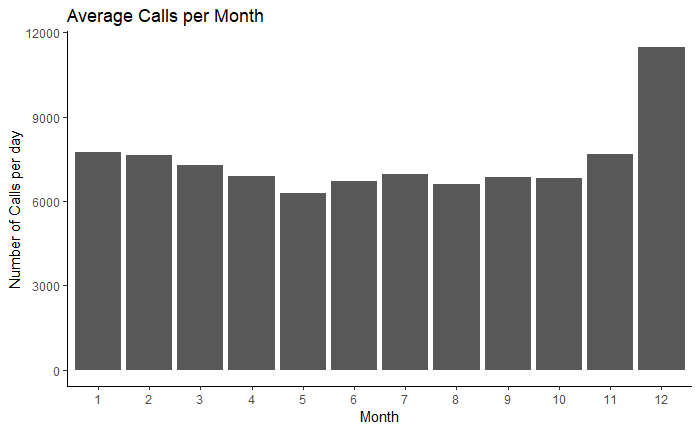 Average Calls per Month
Number of Calls per day
12000
9000
6000
3000
0
1 2 3 4 5 6 7 8 9 10 11 12
Month